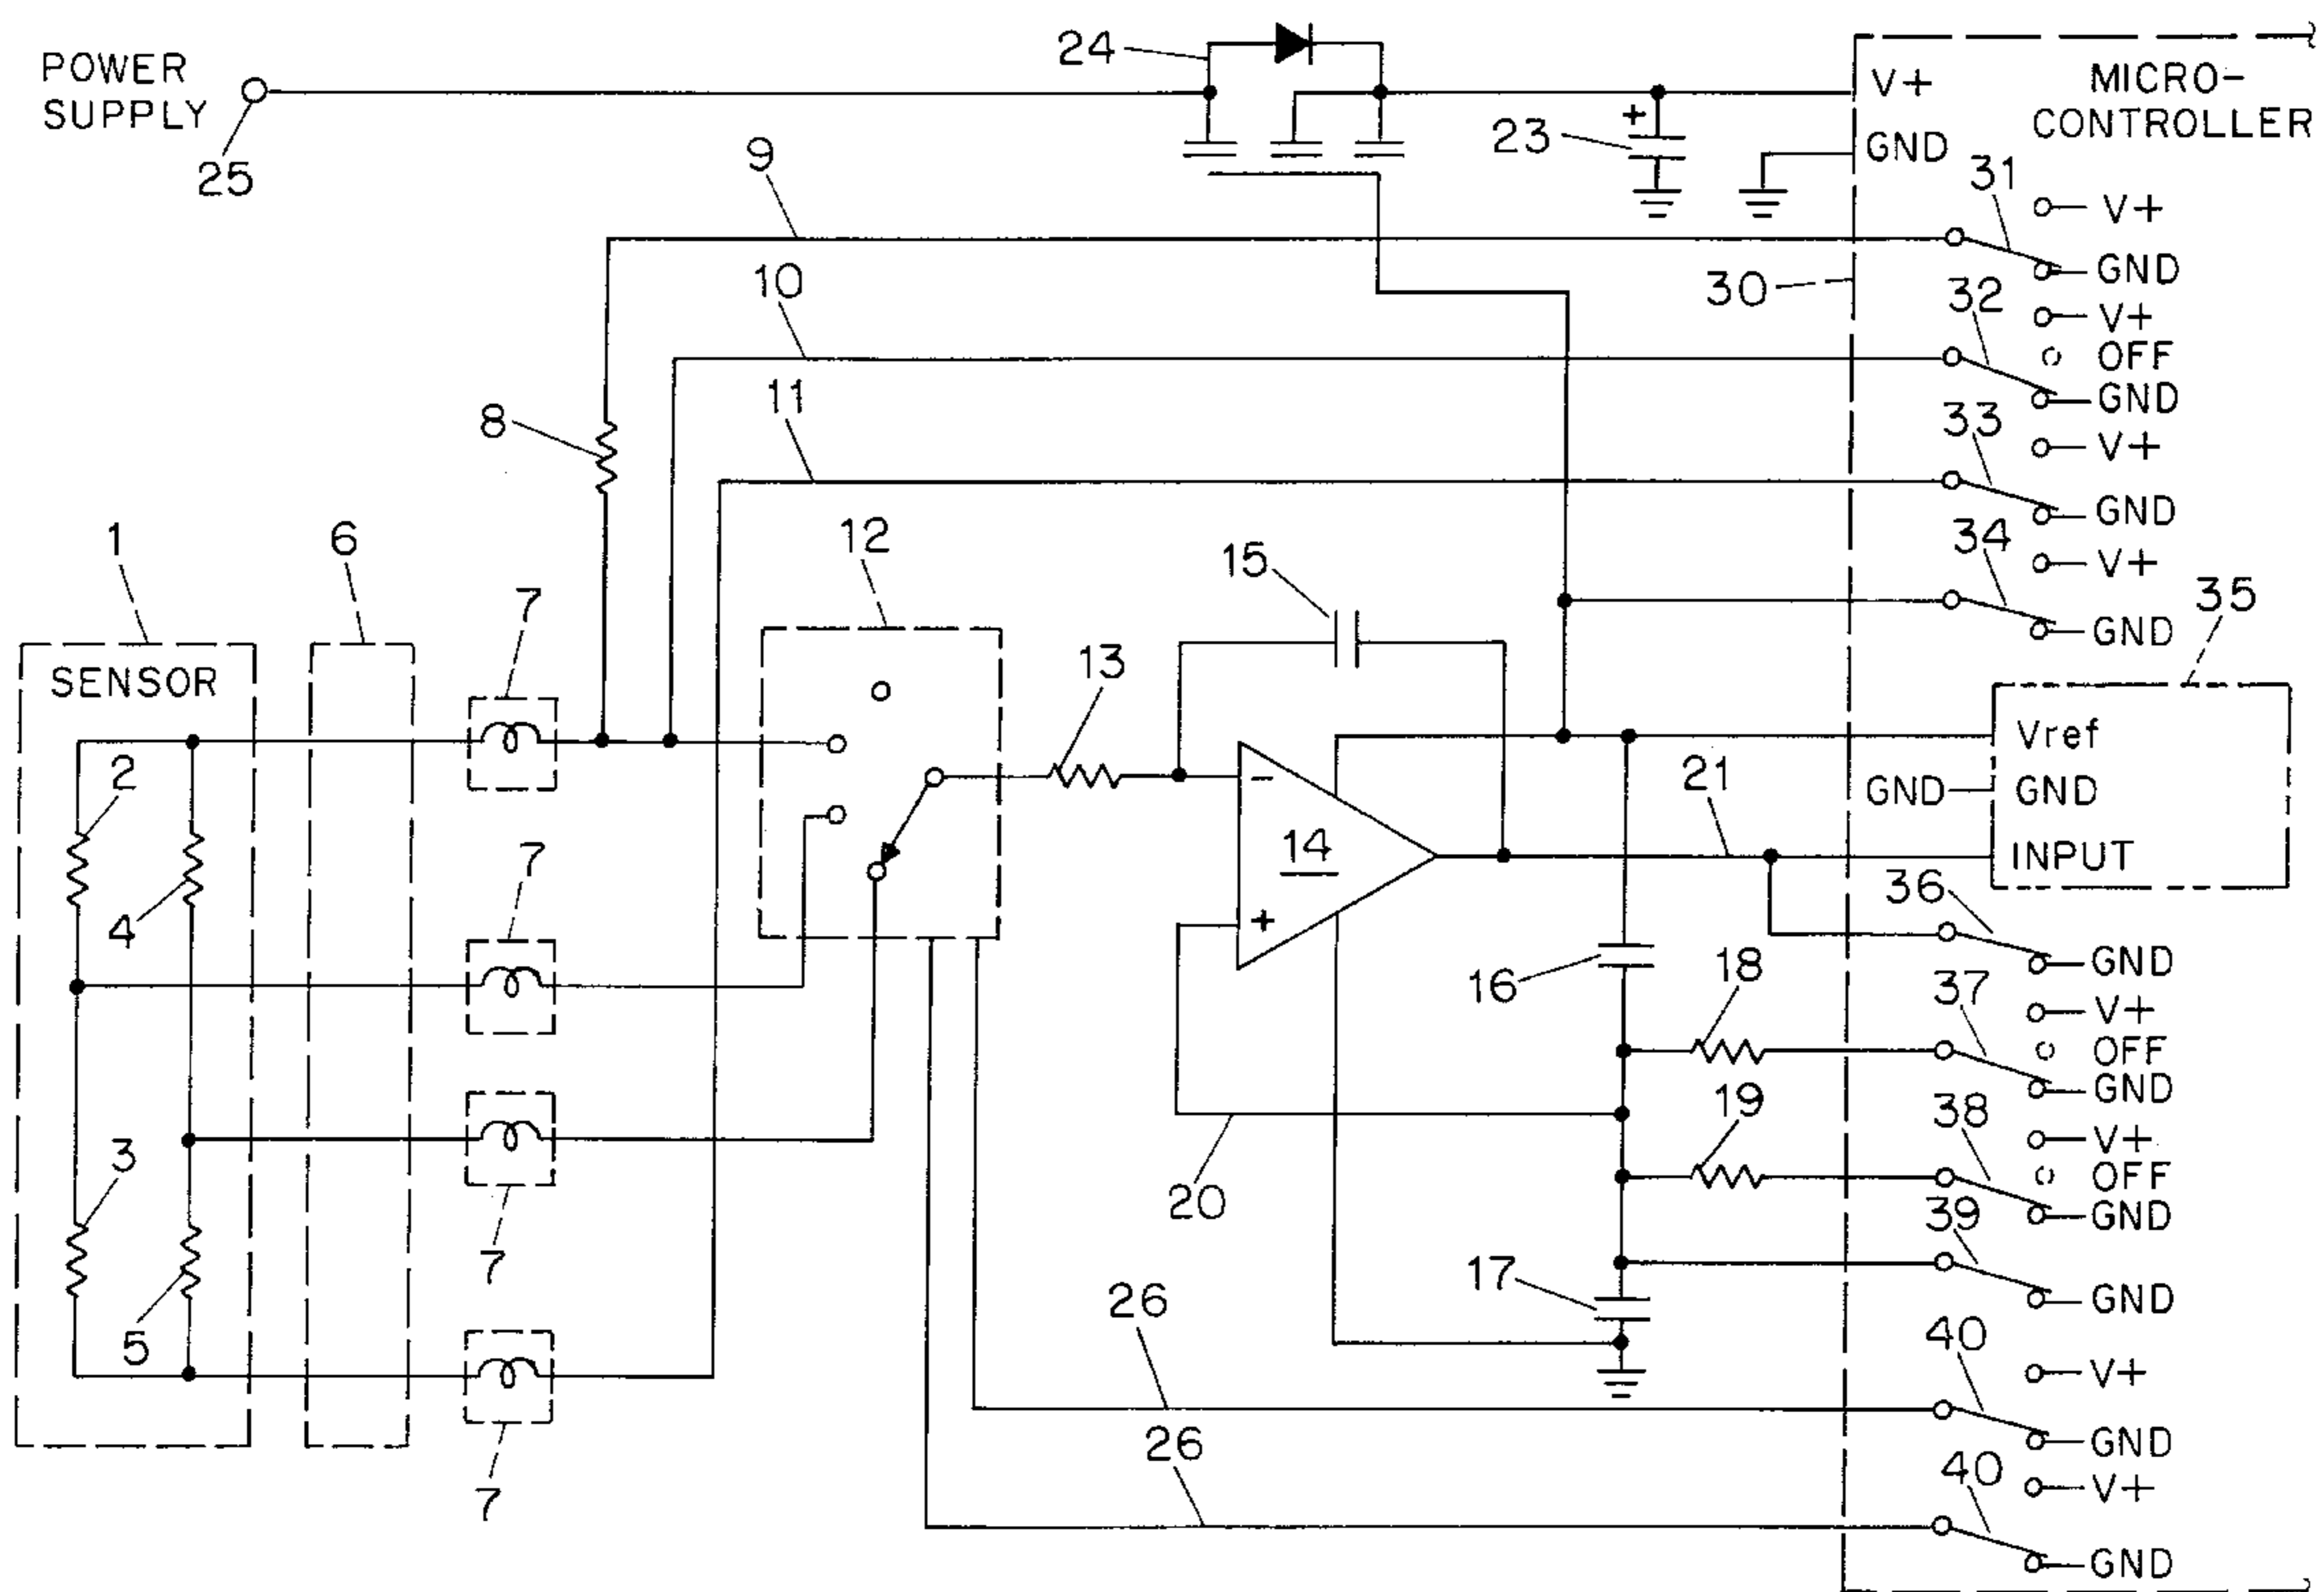 POWER
SUPPLY
25
24
23
+
V+
MICRO-
CONTROLLER
GND
9
31
V+
GND
10
30
32
V+
OFF
GND
11
8
33
V+
GND
1
6
12
15
34
V+
GND
35
7
13
SENSOR
Vref
GND
GND
INPUT
21
2
−
14
+
4
7
36
GND
16
18
37
V+
OFF
GND
3
19
38
V+
OFF
GND
20
7
39
GND
17
5
26
40
V+
GND
26
7
40
V+
GND